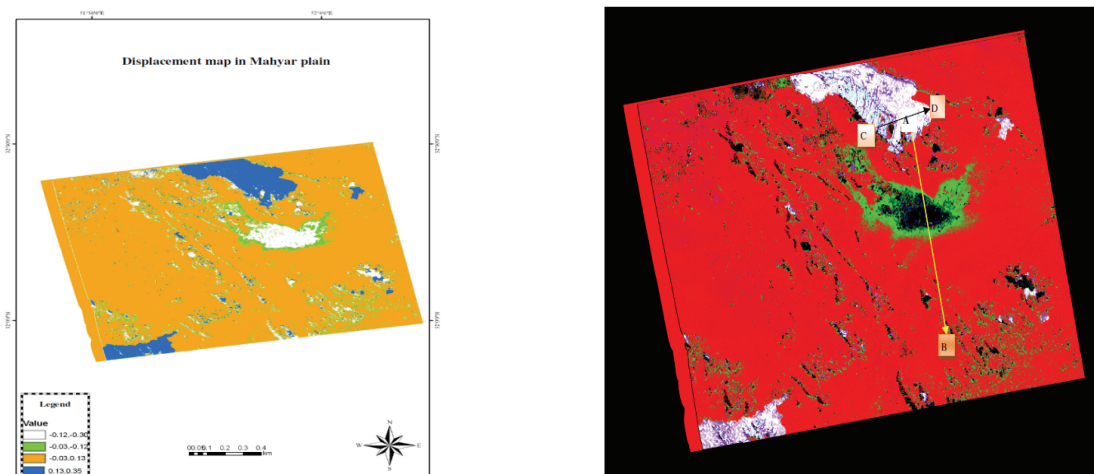 Displacement map in Mahyar plain
Legend
Value
-0.12,-0.30
-0.03,-0.12
-0.03,0.13
0.13,0.35
0.2 0.3 0.4
km
N
W E
S
C
A
D
B